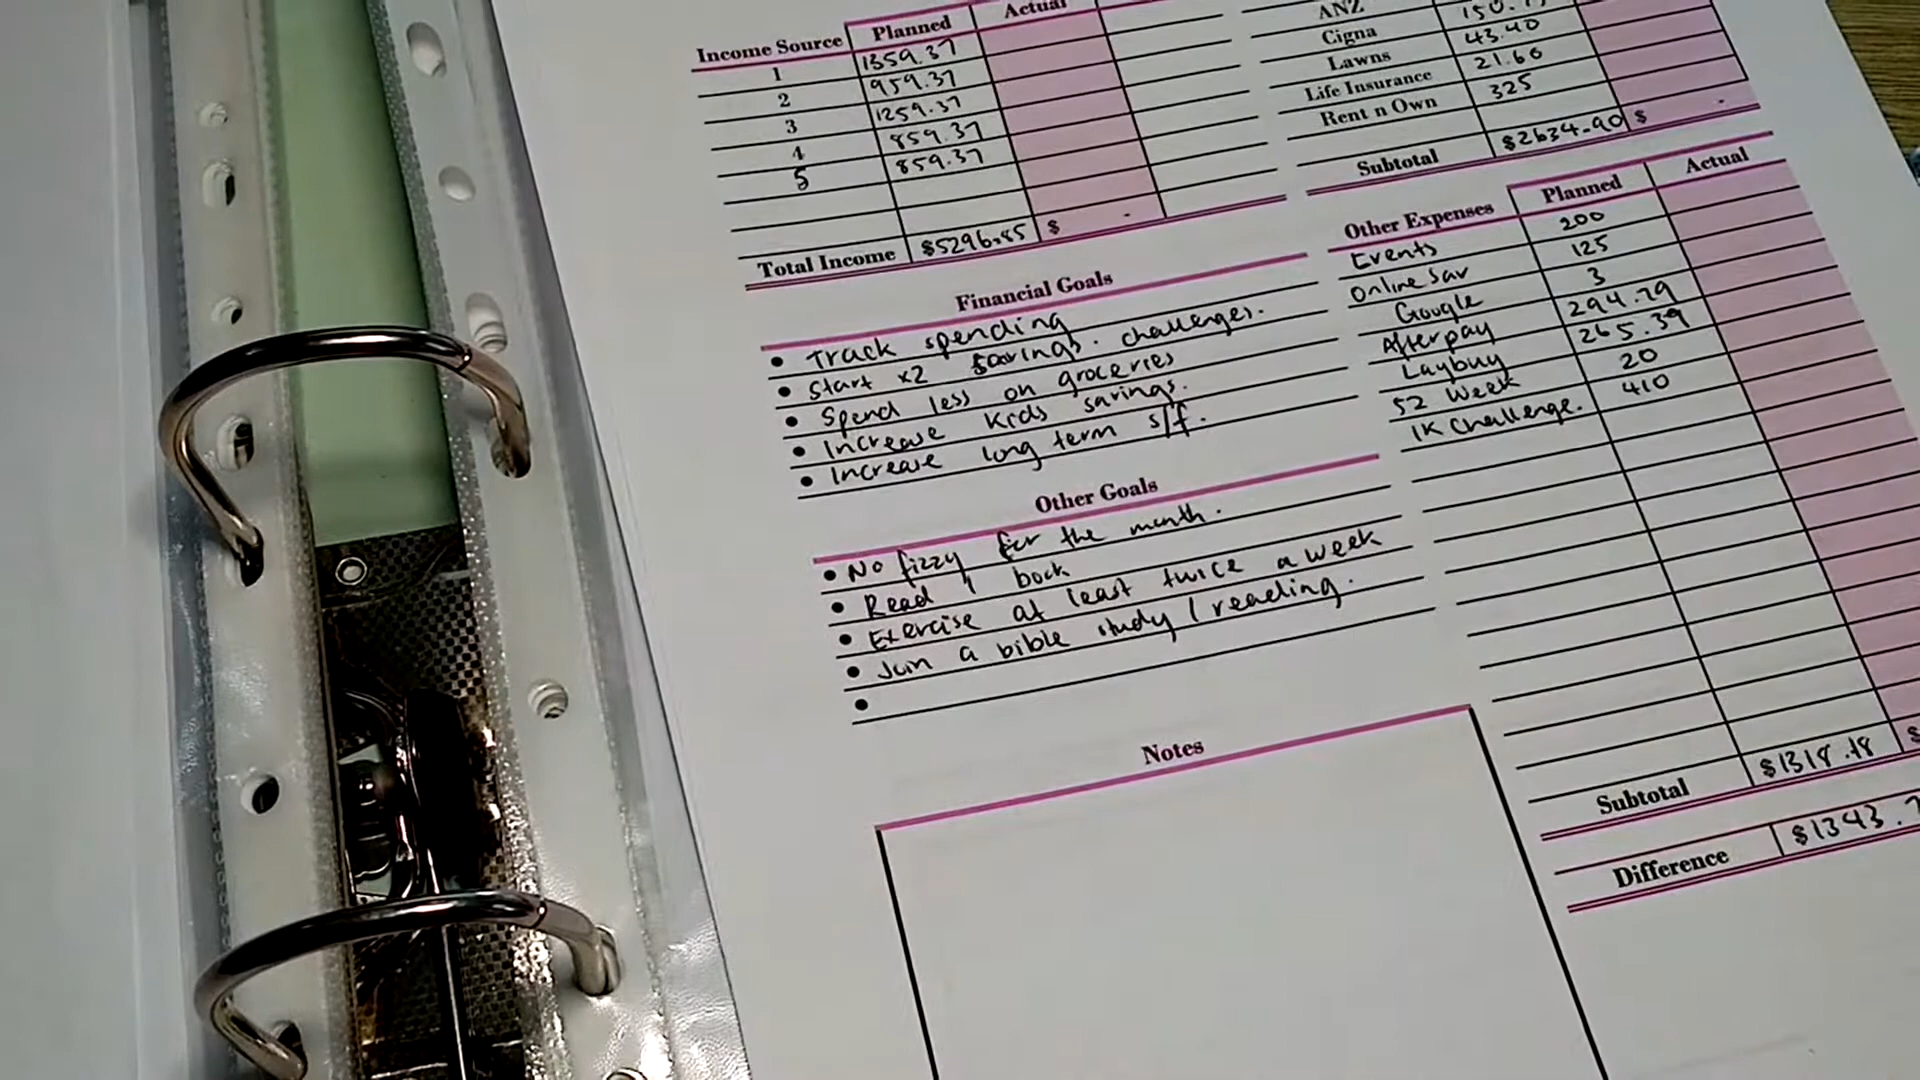 Income Source Planned Actual
1 1359.37
2 959.37
3 1259.37
4 859.37
5 859.37
Total Income $5296.85 $ -
Financial Goals
• Track spending
• Start x2 savings. challenges.
• Spend less on groceries
• Increase Kids savings.
• Increase long term s/f.
Other Goals
• No fizzy for the month.
• Read 1 book
• Exercise at least twice a week
• Join a bible study / reading.
•
Notes
ANZ
Cigna 43.40
Lawns 21.60
Life Insurance 325
Rent n Own
Subtotal $2634.90 $ -
Other Expenses Planned Actual
Events 200
Online Sav 125
Google 3
Afterpay 294.79
Laybuy 265.39
52 Week 20
1K Challenge. 410
Subtotal $1318.18 $
Difference $1343.7